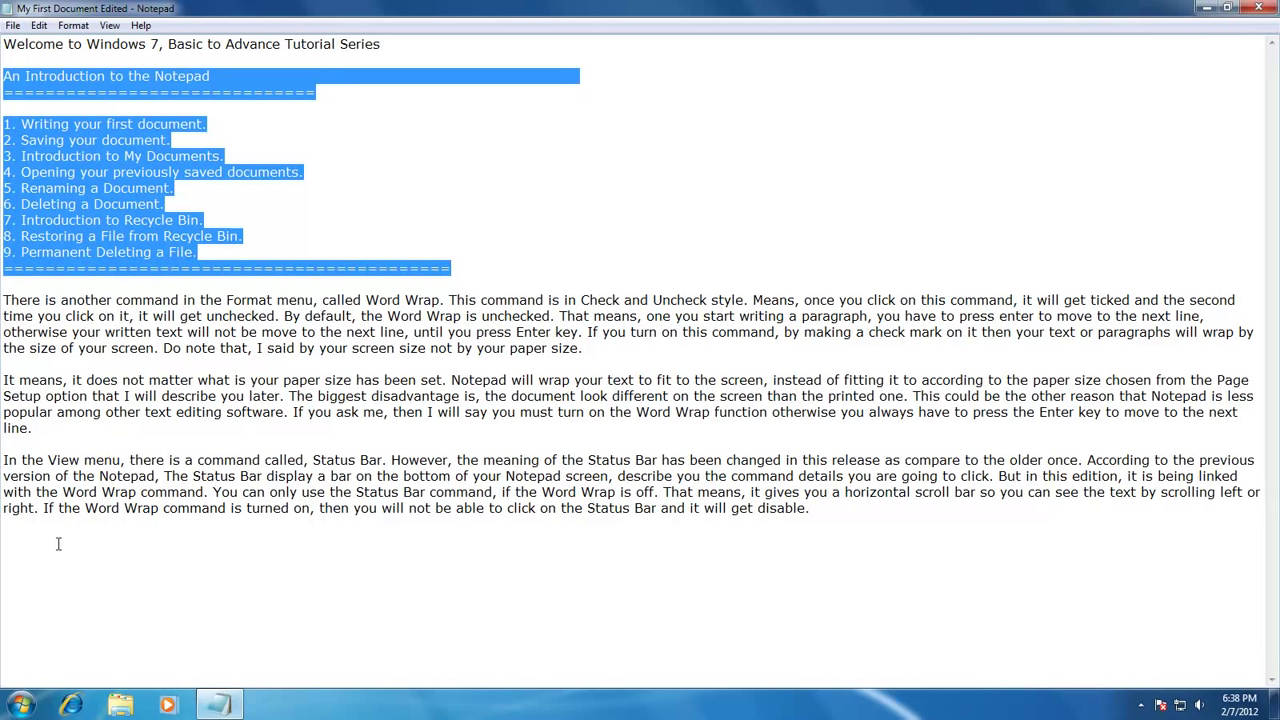 My First Document Edited - Notepad
File Edit Format View Help
Welcome to Windows 7, Basic to Advance Tutorial Series
An Introduction to the Notepad
==============================
1. Writing your first document.
2. Saving your document.
3. Introduction to My Documents.
4. Opening your previously saved documents.
5. Renaming a Document.
6. Deleting a Document.
7. Introduction to Recycle Bin.
8. Restoring a File from Recycle Bin.
9. Permanent Deleting a File.
===========================================
There is another command in the Format menu, called Word Wrap. This command is in Check and Uncheck style. Means, once you click on this command, it will get ticked and the second
time you click on it, it will get unchecked. By default, the Word Wrap is unchecked. That means, one you start writing a paragraph, you have to press enter to move to the next line,
otherwise your written text will not be move to the next line, until you press Enter key. If you turn on this command, by making a check mark on it then your text or paragraphs will wrap by
the size of your screen. Do note that, I said by your screen size not by your paper size.
It means, it does not matter what is your paper size has been set. Notepad will wrap your text to fit to the screen, instead of fitting it to according to the paper size chosen from the Page
Setup option that I will describe you later. The biggest disadvantage is, the document look different on the screen than the printed one. This could be the other reason that Notepad is less
popular among other text editing software. If you ask me, then I will say you must turn on the Word Wrap function otherwise you always have to press the Enter key to move to the next
line.
In the View menu, there is a command called, Status Bar. However, the meaning of the Status Bar has been changed in this release as compare to the older once. According to the previous
version of the Notepad, The Status Bar display a bar on the bottom of your Notepad screen, describe you the command details you are going to click. But in this edition, it is being linked
with the Word Wrap command. You can only use the Status Bar command, if the Word Wrap is off. That means, it gives you a horizontal scroll bar so you can see the text by scrolling left or
right. If the Word Wrap command is turned on, then you will not be able to click on the Status Bar and it will get disable.
6:38 PM
2/7/2012